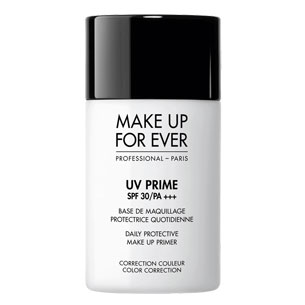 MAKE UP
FOR EVER
PROFESSIONAL – PARIS
UV PRIME
SPF 30/PA +++
BASE DE MAQUILLAGE
PROTECTRICE QUOTIDIENNE
DAILY PROTECTIVE
MAKE UP PRIMER
CORRECTION COULEUR
COLOR CORRECTION